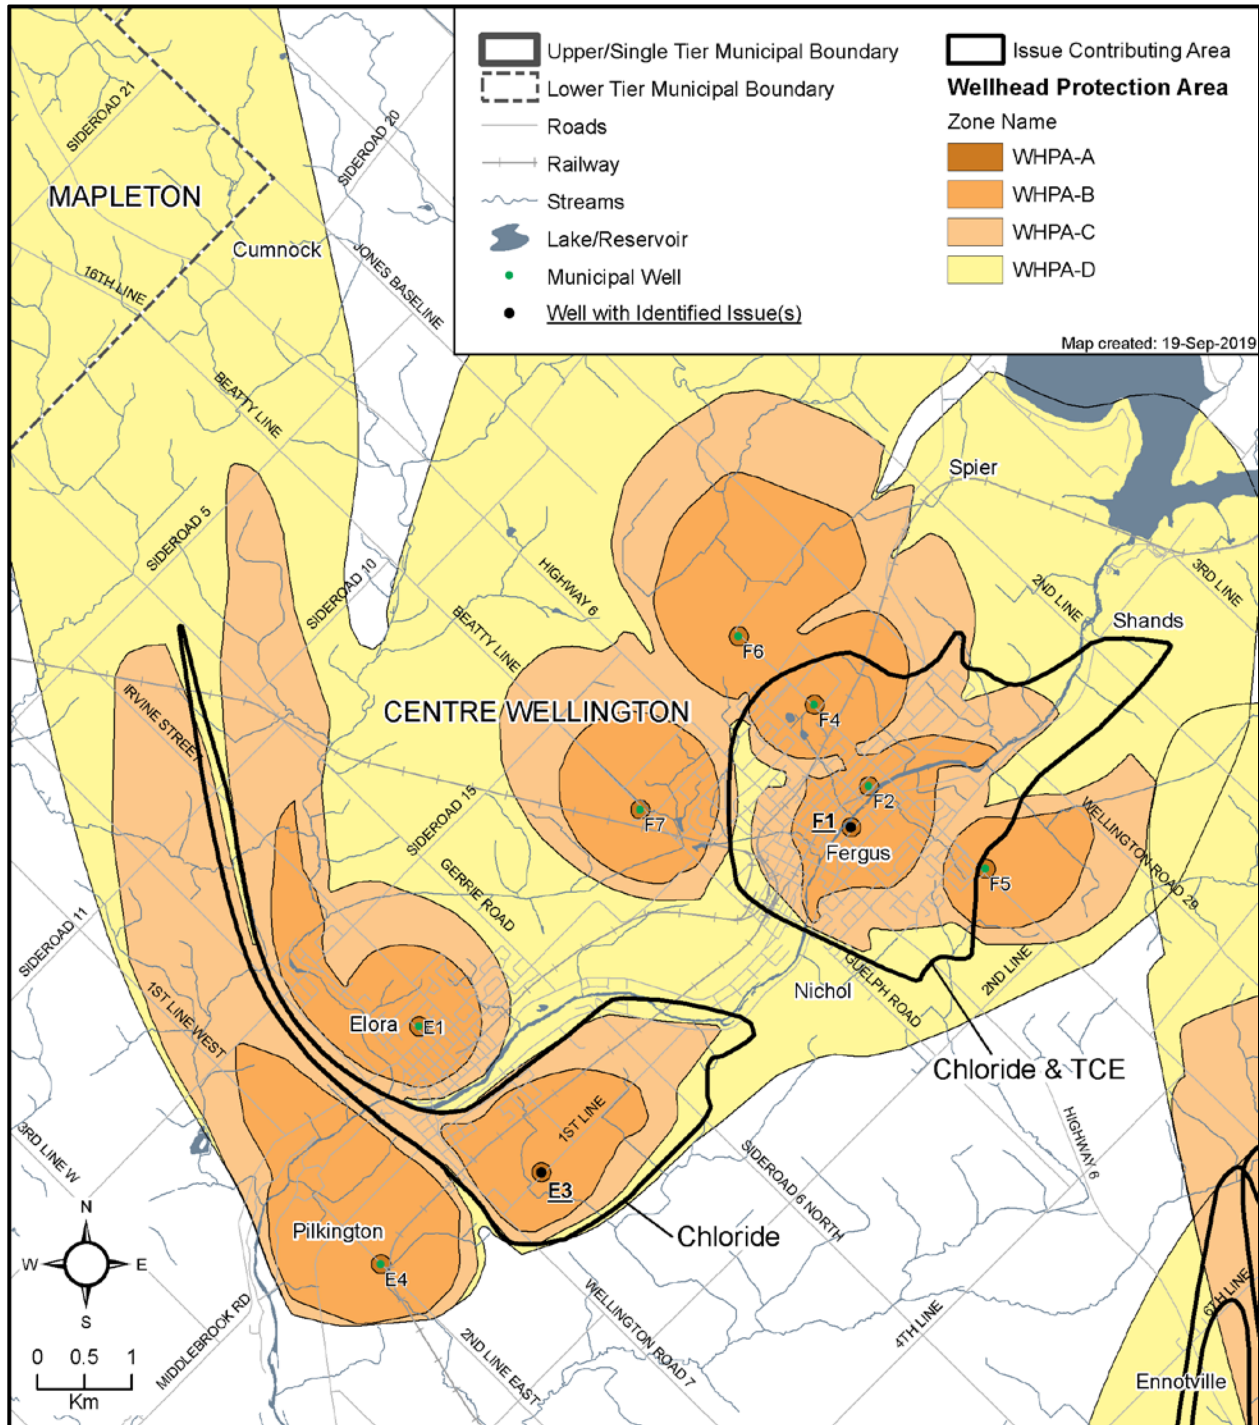 Upper/Single Tier Municipal Boundary
Lower Tier Municipal Boundary
Roads
Railway
Streams
Lake/Reservoir
Municipal Well
Well with Identified Issue(s)
Issue Contributing Area
Wellhead Protection Area
Zone Name
WHPA-A
WHPA-B
WHPA-C
WHPA-D
Map created: 19-Sep-2019
SIDEROAD 21
SIDEROAD 20
MAPLETON
Cumnock
JONES BASELINE
16TH LINE
BEATTY LINE
Spier
SIDEROAD 5
SIDEROAD 10
HIGHWAY 6
2ND LINE
3RD LINE
BEATTY LINE
Shands
F6
IRVINE STREET
CENTRE WELLINGTON
F4
SIDEROAD 15
F7
F2
F1
Fergus
WELLINGTON ROAD 29
GERRIE ROAD
F5
SIDEROAD 11
1ST LINE WEST
GUELPH ROAD
2ND LINE
Nichol
Elora
E1
Chloride & TCE
1ST LINE
HIGHWAY 6
3RD LINE W
SIDEROAD 6 NORTH
E3
Chloride
Pilkington
N
W
E
S
E4
MIDDLEBROOK RD
2ND LINE EAST
WELLINGTON ROAD 7
4TH LINE
6TH LINE
Ennotville
0 0.5 1
Km